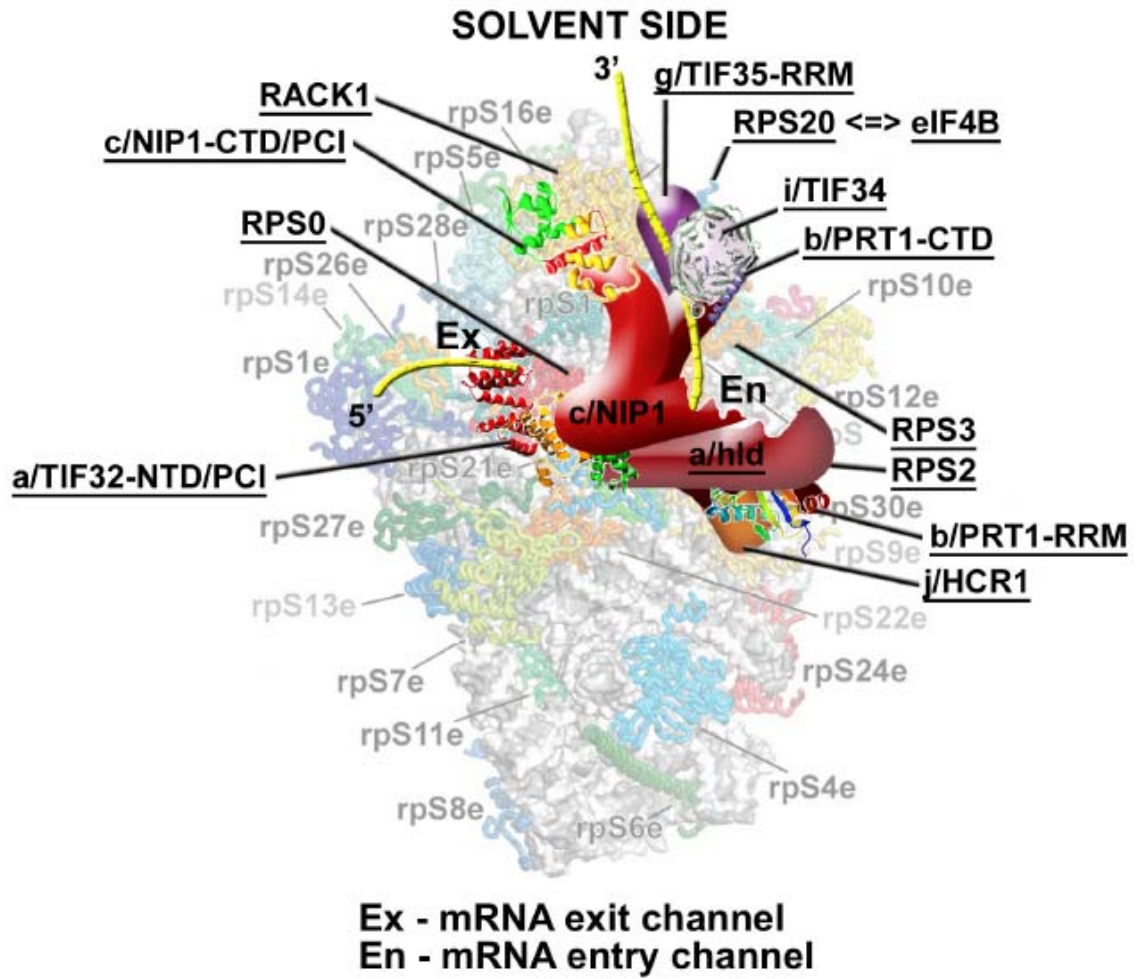 SOLVENT SIDE
3'
g/TIF35-RRM
RACK1
rpS16e
RPS20 <=> eIF4B
c/NIP1-CTD/PCI
rpS5e
i/TIF34
RPS0
rpS28e
b/PRT1-CTD
rpS26e
rpS10e
rpS14e
rpS1
Ex
rpS1e
En
rpS12e
5'
c/NIP1
pS
RPS3
a/TIF32-NTD/PCI
rpS21e
a/hld
RPS2
rpS27e
pS30e
b/PRT1-RRM
rpS9e
j/HCR1
rpS13e
rpS22e
rpS7e
rpS24e
rpS11e
rpS4e
rpS8e
rpS6e
Ex - mRNA exit channel
En - mRNA entry channel